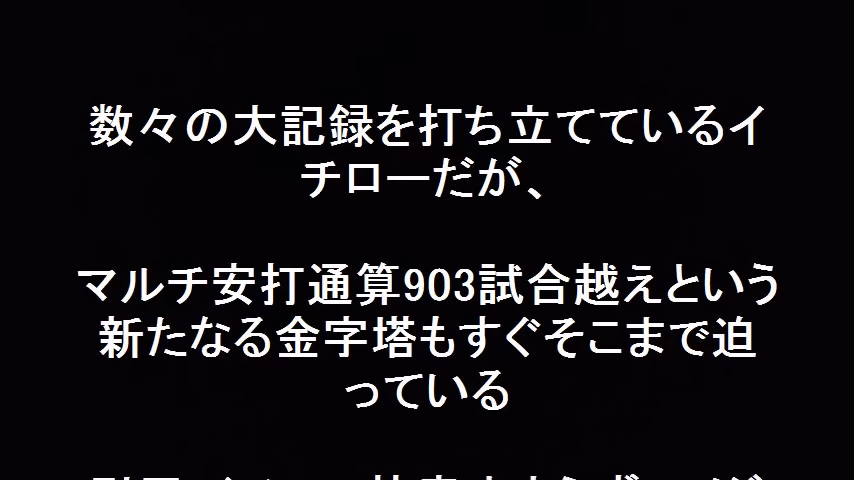 数々の大記録を打ち立てているイ
チローだが、
マルチ安打通算903試合越えという
新たなる金字塔もすぐそこまで迫
っている